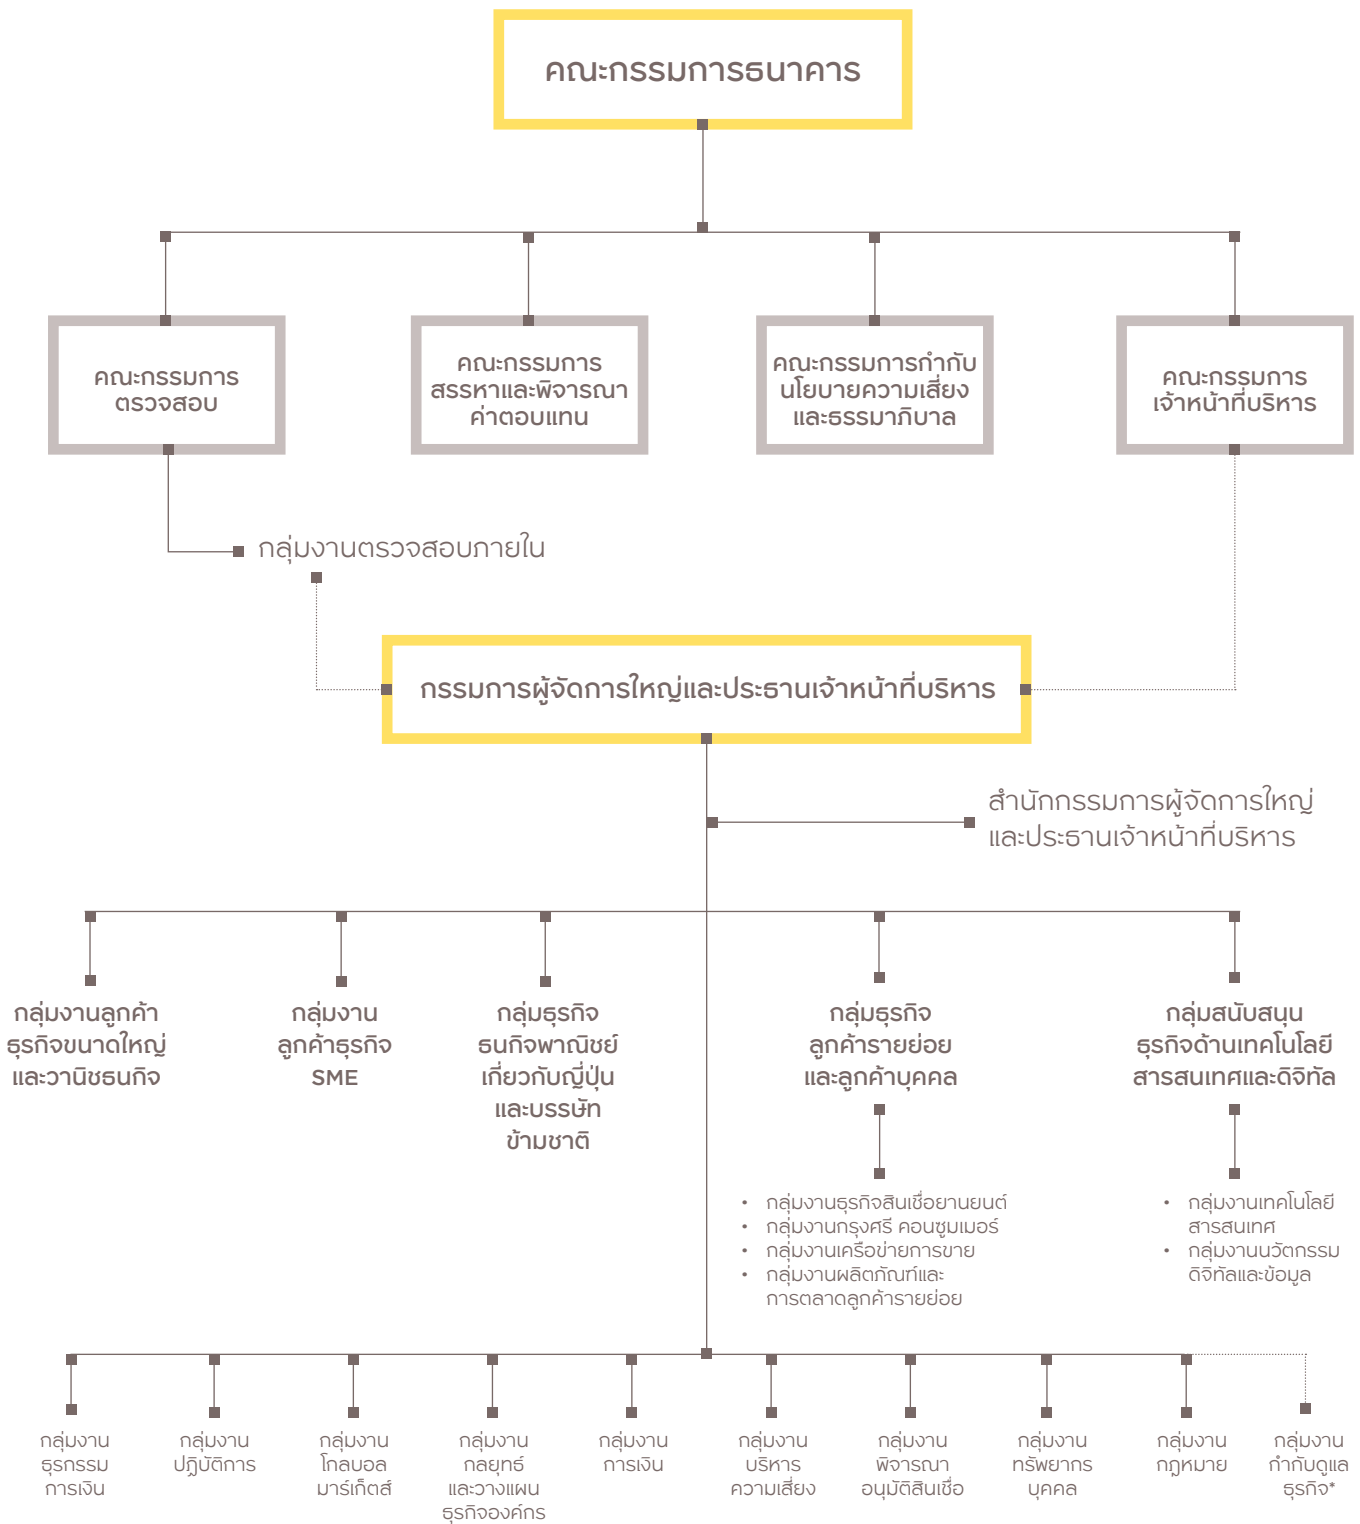 คณะกรรมการธนาคาร
คณะกรรมการ
ตรวจสอบ
คณะกรรมการ
สรรหาและพิจารณา
ค่าตอบแทน
คณะกรรมการกำกับ
นโยบายความเสี่ยง
และธรรมาภิบาล
คณะกรรมการ
เจ้าหน้าที่บริหาร
กลุ่มงานตรวจสอบภายใน
กรรมการผู้จัดการใหญ่และประธานเจ้าหน้าที่บริหาร
สำนักกรรมการผู้จัดการใหญ่
และประธานเจ้าหน้าที่บริหาร
กลุ่มงานลูกค้า
ธุรกิจขนาดใหญ่
และวานิชธนกิจ
กลุ่มงาน
ลูกค้าธุรกิจ
SME
กลุ่มธุรกิจ
ธนกิจพาณิชย์
เกี่ยวกับญี่ปุ่น
และบรรษัท
ข้ามชาติ
กลุ่มธุรกิจ
ลูกค้ารายย่อย
และลูกค้าบุคคล
กลุ่มสนับสนุน
ธุรกิจด้านเทคโนโลยี
สารสนเทศและดิจิทัล
• กลุ่มงานธุรกิจสินเชื่อยานยนต์
• กลุ่มงานกรุงศรี คอนซูมเมอร์
• กลุ่มงานเครือข่ายการขาย
• กลุ่มงานผลิตภัณฑ์และ
การตลาดลูกค้ารายย่อย
• กลุ่มงานเทคโนโลยี
สารสนเทศ
• กลุ่มงานนวัตกรรม
ดิจิทัลและข้อมูล
กลุ่มงาน
ธุรกรรม
การเงิน
กลุ่มงาน
ปฏิบัติการ
กลุ่มงาน
โกลบอล
มาร์เก็ตส์
กลุ่มงาน
กลยุทธ์
และวางแผน
ธุรกิจองค์กร
กลุ่มงาน
การเงิน
กลุ่มงาน
บริหาร
ความเสี่ยง
กลุ่มงาน
พิจารณา
อนุมัติสินเชื่อ
กลุ่มงาน
ทรัพยากร
บุคคล
กลุ่มงาน
กฎหมาย
กลุ่มงาน
กำกับดูแล
ธุรกิจ*